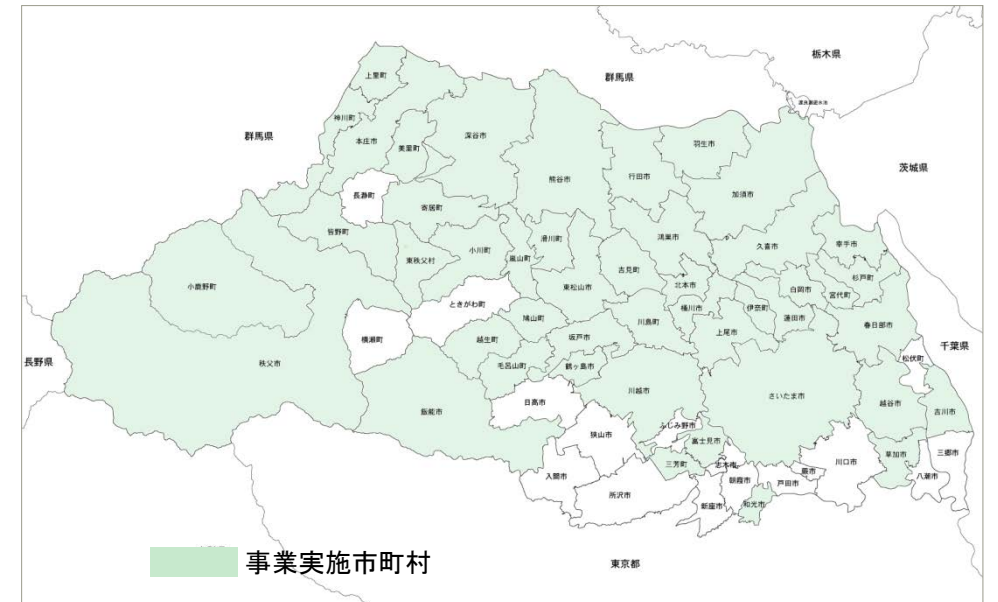 栃木県
群馬県
渡良瀬遊水池
上里町
群馬県
神川町
本庄市
美里町
深谷市
羽生市
茨城県
熊谷市
行田市
長瀞町
加須市
寄居町
皆野町
小川町
滑川町
鴻巣市
久喜市
幸手市
東秩父村
嵐山町
吉見町
杉戸町
小鹿野町
東松山市
北本市
白岡市
宮代町
ときがわ町
桶川市
伊奈町
蓮田市
鳩山町
川島町
春日部市
横瀬町
越生町
坂戸市
上尾市
千葉県
長野県
秩父市
毛呂山町
鶴ヶ島市
松伏町
川越市
さいたま市
日高市
越谷市
吉川市
飯能市
ふじみ野市
狭山市
富士見市
三芳町
志木市
蕨市
川口市
草加市
三郷市
入間市
朝霞市
戸田市
八潮市
所沢市
新座市
和光市
事業実施市町村
東京都